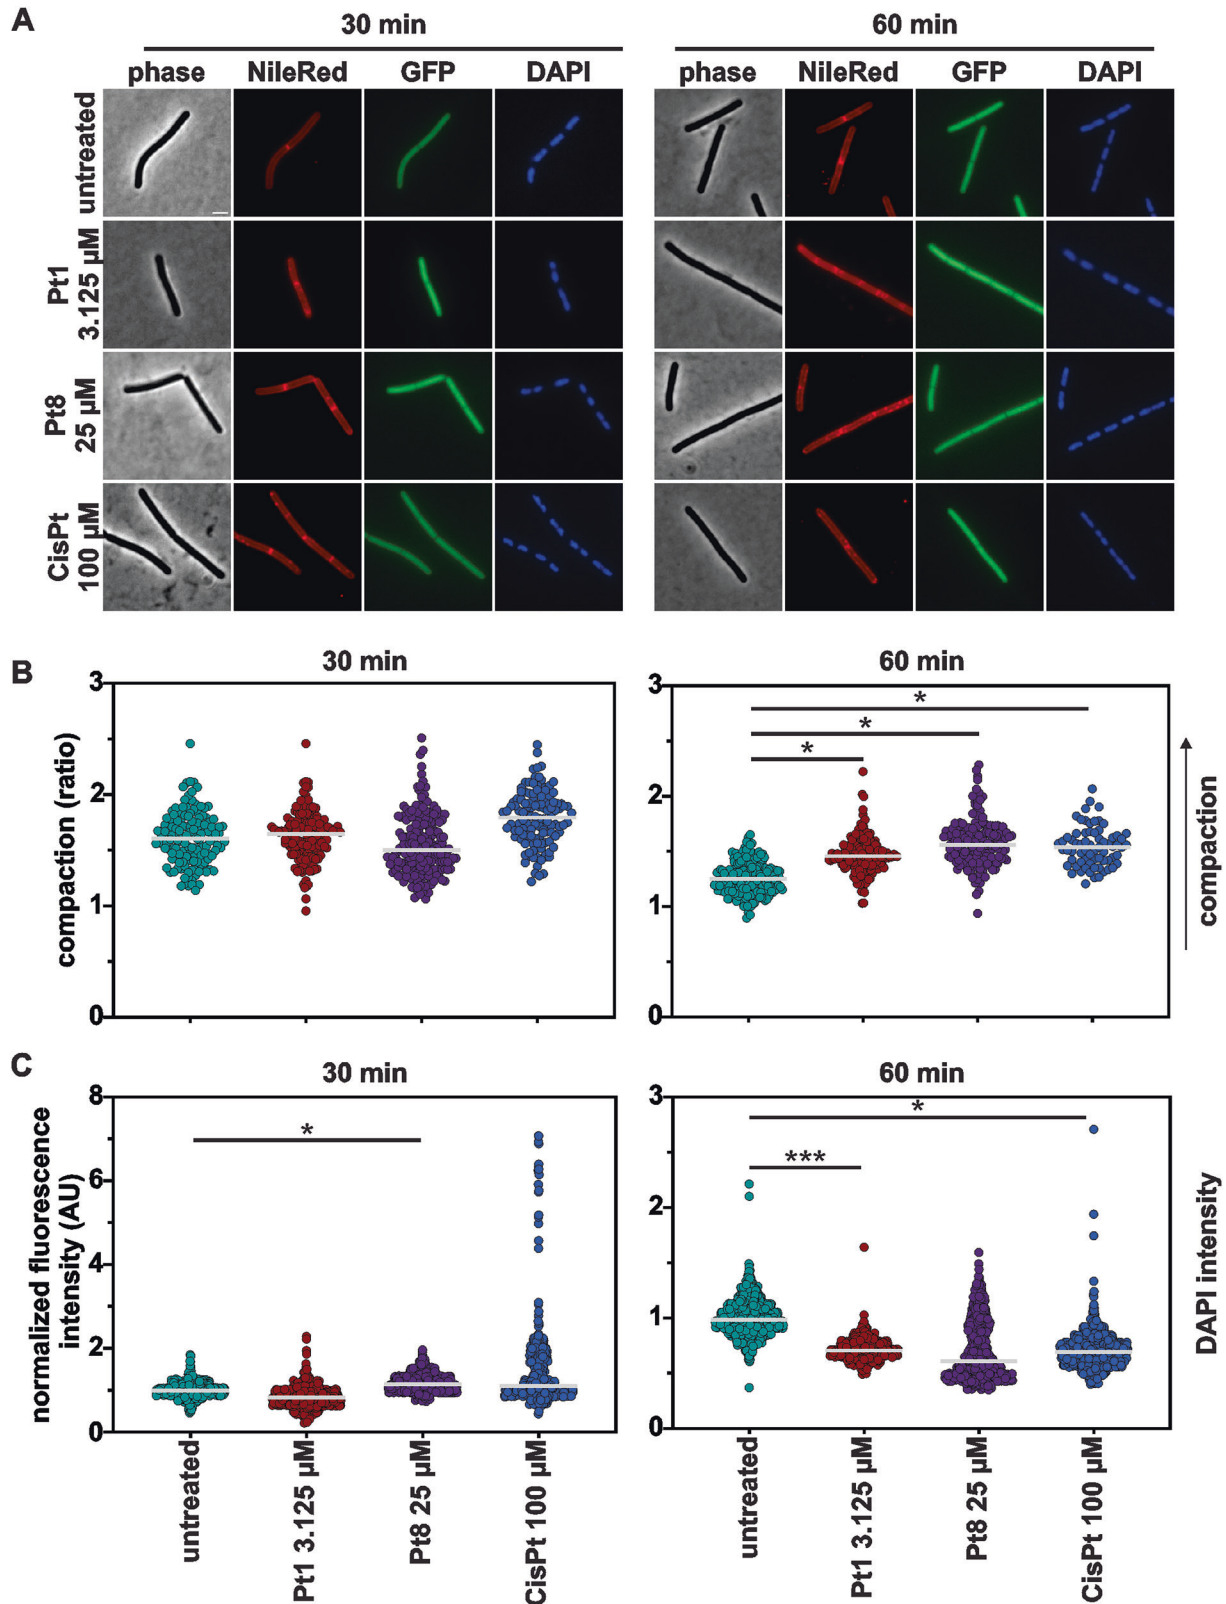 A
30 min
60 min
phase NileRed GFP DAPI
phase NileRed GFP DAPI
untreated
Pt1
3.125 µM
Pt8
25 µM
CisPt
100 µM
B
30 min
60 min
compaction (ratio)
3
2
1
0
3
2
1
0
*
*
*
compaction
C
30 min
60 min
normalized fluorescence
intensity (AU)
8
6
4
2
0
*
3
2
1
0
*
***
DAPI intensity
untreated
Pt1 3.125 µM
Pt8 25 µM
CisPt 100 µM
untreated
Pt1 3.125 µM
Pt8 25 µM
CisPt 100 µM